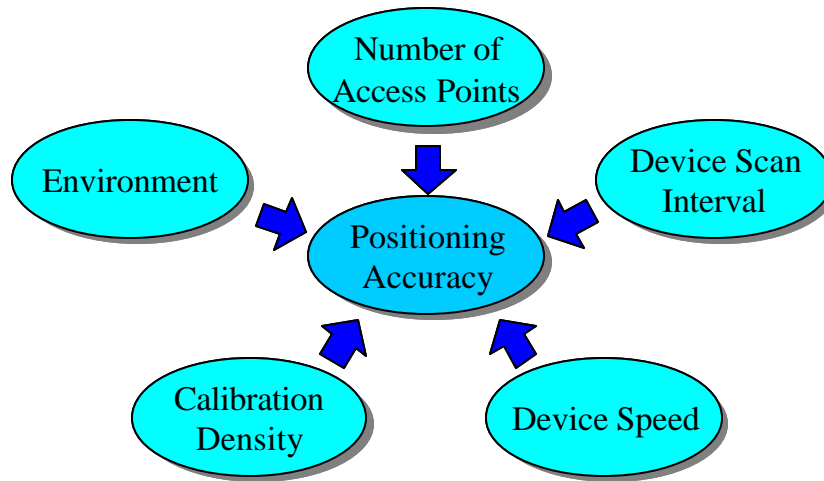 Number of
Access Points
Environment
Device Scan
Interval
Positioning
Accuracy
Calibration
Density
Device Speed